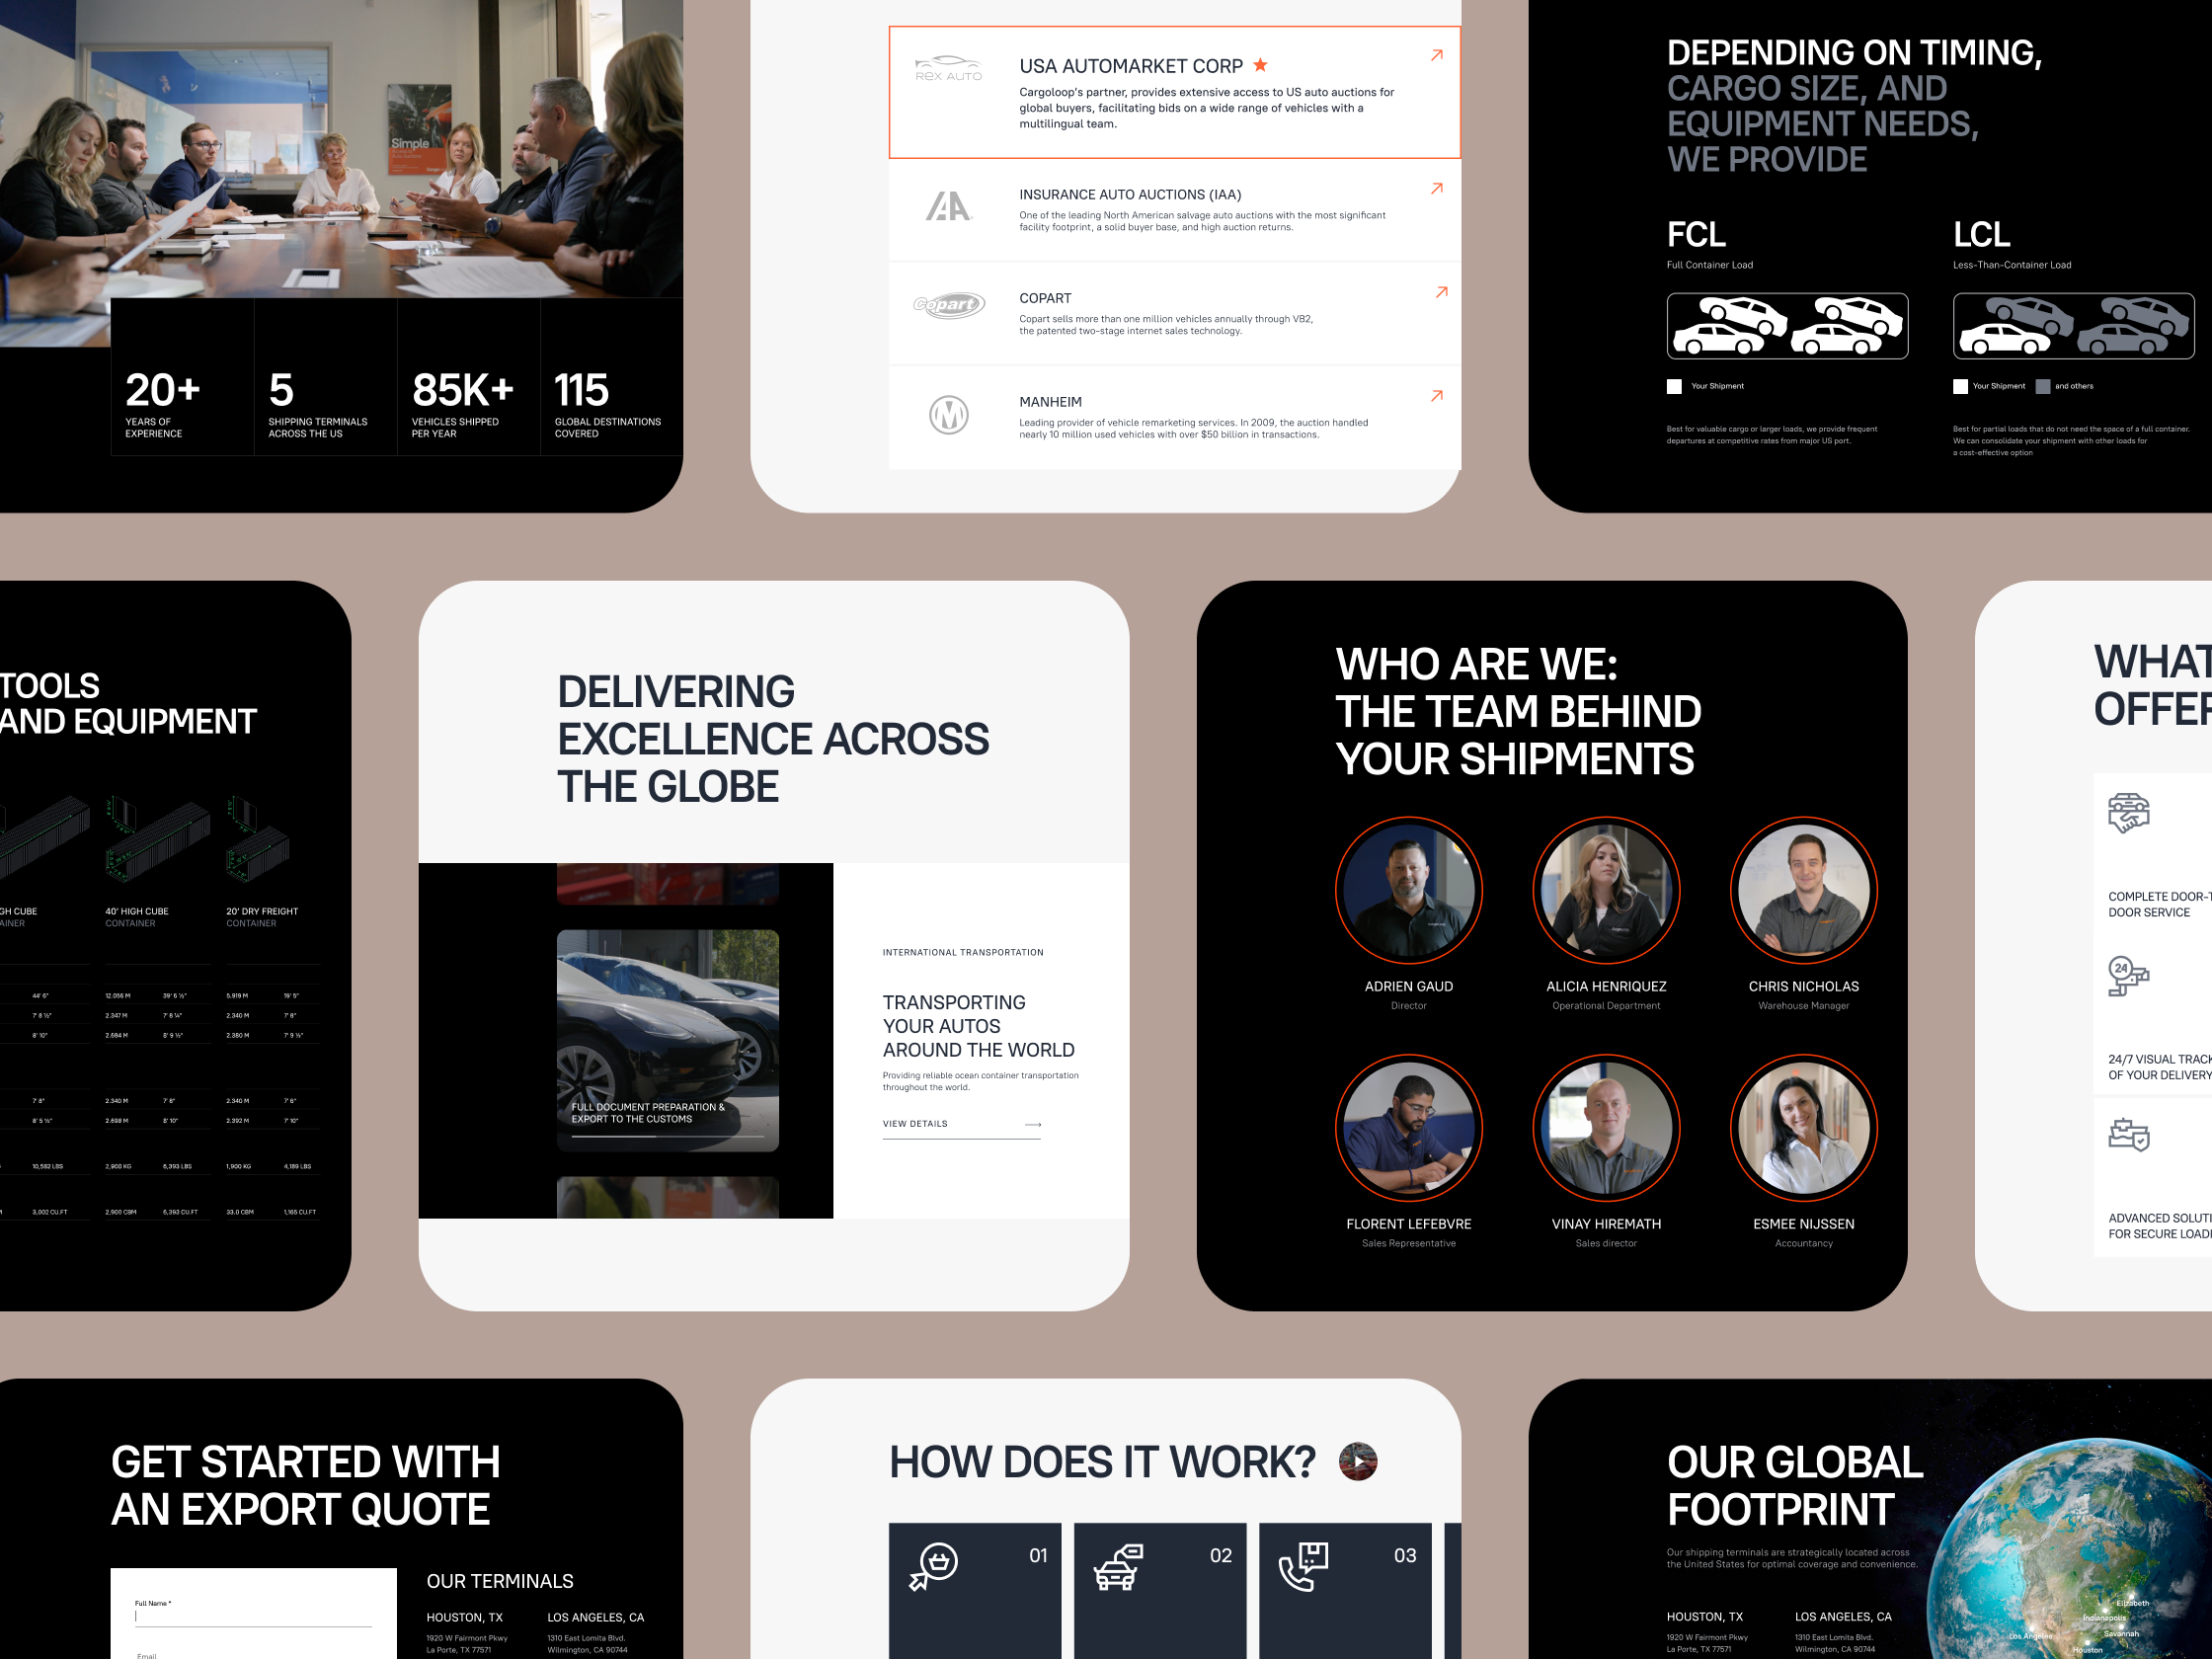 Simple
20+
YEARS OF
EXPERIENCE
5
SHIPPING TERMINALS
ACROSS THE US
85K+
VEHICLES SHIPPED
PER YEAR
115
GLOBAL DESTINATIONS
COVERED
REX AUTO
USA AUTOMARKET CORP
Cargoloop's partner, provides extensive access to US auto auctions for
global buyers, facilitating bids on a wide range of vehicles with a
multilingual team.
IAA
INSURANCE AUTO AUCTIONS (IAA)
One of the leading North American salvage auto auctions with the most significant
facility footprint, a solid buyer base, and high auction returns.
Copart
COPART
Copart sells more than one million vehicles annually through VB2,
the patented two-stage internet sales technology.
M
MANHEIM
Leading provider of vehicle remarketing services. In 2009, the auction handled
nearly 10 million used vehicles with over $50 billion in transactions.
DEPENDING ON TIMING,
CARGO SIZE, AND
EQUIPMENT NEEDS,
WE PROVIDE
FCL
Full Container Load
Your Shipment
Best for valuable cargo or larger loads, we provide frequent
departures at competitive rates from major US port.
LCL
Less-Than-Container Load
Your Shipment and others
Best for partial loads that do not need the space of a full container.
We can consolidate your shipment with other loads for
a cost-effective option
TOOLS
AND EQUIPMENT
GH CUBE
AINER
40' HIGH CUBE
CONTAINER
20' DRY FREIGHT
CONTAINER
44' 6" 12.056 M 39' 6 ½" 5.919 M 19' 5"
7' 8 ½" 2.347 M 7' 8 ¼" 2.340 M 7' 8"
8' 10" 2.684 M 8' 9 ½" 2.380 M 7' 9 ½"
7' 8" 2.340 M 7' 8" 2.340 M 7' 6"
8' 5 ½" 2.698 M 8' 10" 2.392 M 7' 10"
10,582 LBS 2,900 KG 6,393 LBS 1,900 KG 4,189 LBS
3,002 CU.FT 2,900 CBM 6,393 CU.FT 33.0 CBM 1,165 CU.FT
DELIVERING
EXCELLENCE ACROSS
THE GLOBE
FULL DOCUMENT PREPARATION &
EXPORT TO THE CUSTOMS
INTERNATIONAL TRANSPORTATION
TRANSPORTING
YOUR AUTOS
AROUND THE WORLD
Providing reliable ocean container transportation
throughout the world.
VIEW DETAILS
WHO ARE WE:
THE TEAM BEHIND
YOUR SHIPMENTS
ADRIEN GAUD
Director
ALICIA HENRIQUEZ
Operational Department
CHRIS NICHOLAS
Warehouse Manager
FLORENT LEFEBVRE
Sales Representative
VINAY HIREMATH
Sales director
ESMEE NIJSSEN
Accountancy
WHAT
OFFER
COMPLETE DOOR-T
DOOR SERVICE
24
24/7 VISUAL TRACK
OF YOUR DELIVERY
ADVANCED SOLUTI
FOR SECURE LOADI
GET STARTED WITH
AN EXPORT QUOTE
Full Name *
Email
OUR TERMINALS
HOUSTON, TX
1920 W Fairmont Pkwy
La Porte, TX 77571
LOS ANGELES, CA
1310 East Lomita Blvd.
Wilmington, CA 90744
HOW DOES IT WORK?
01
02
03
OUR GLOBAL
FOOTPRINT
Our shipping terminals are strategically located across
the United States for optimal coverage and convenience.
HOUSTON, TX
1920 W Fairmont Pkwy
La Porte, TX 77571
LOS ANGELES, CA
1310 East Lomita Blvd.
Wilmington, CA 90744
Elizabeth
Indianapolis
Savannah
Los Angeles
Houston